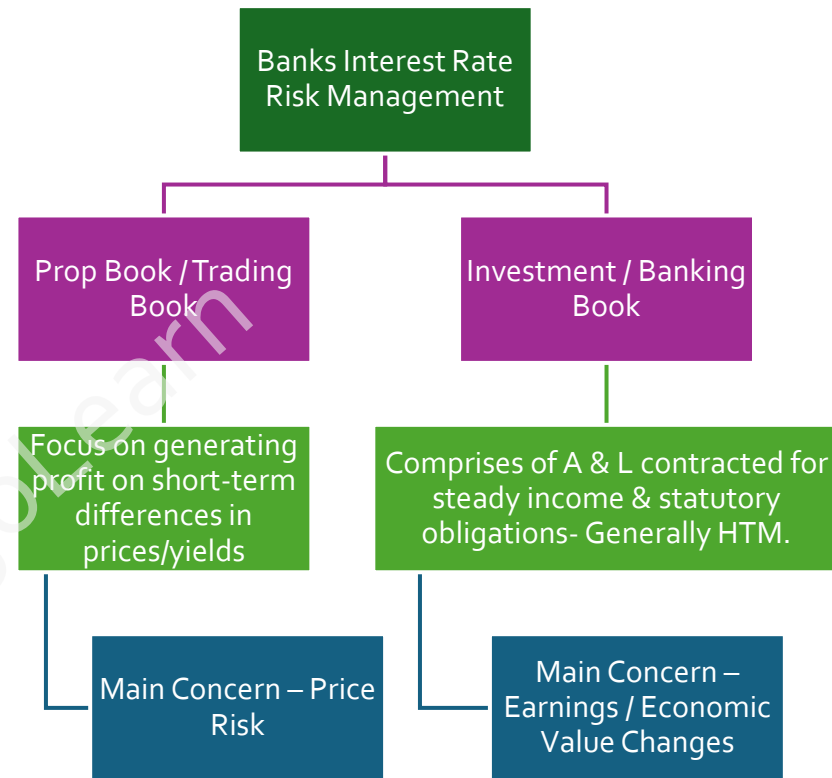 Banks Interest Rate
Risk Management
Prop Book / Trading
Book
Investment / Banking
Book
Focus on generating
profit on short-term
differences in
prices/yields
Comprises of A & L contracted for
steady income & statutory
obligations- Generally HTM.
Main Concern – Price
Risk
Main Concern –
Earnings / Economic
Value Changes